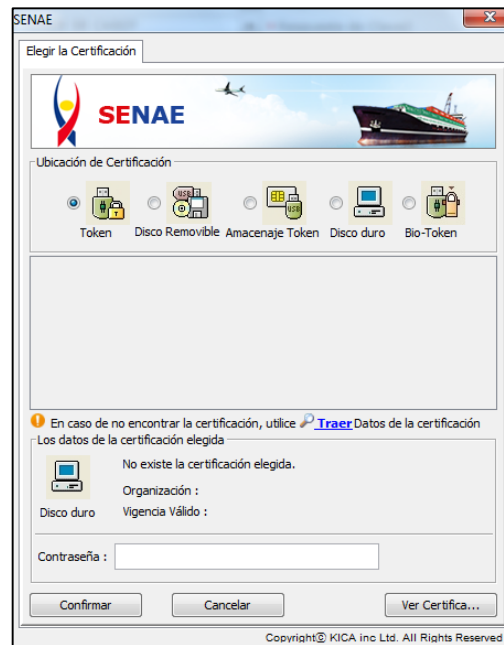 SENAE
Elegir la Certificación
SENAE
Ubicación de Certificación
Token
Disco Removible
Amacenaje Token
Disco duro
Bio-Token
En caso de no encontrar la certificación, utilice Traer Datos de la certificación
Los datos de la certificación elegida
No existe la certificación elegida.
Organización :
Disco duro
Vigencia Válido :
Contraseña :
Confirmar
Cancelar
Ver Certifica...
Copyright© KICA inc Ltd. All Rights Reserved